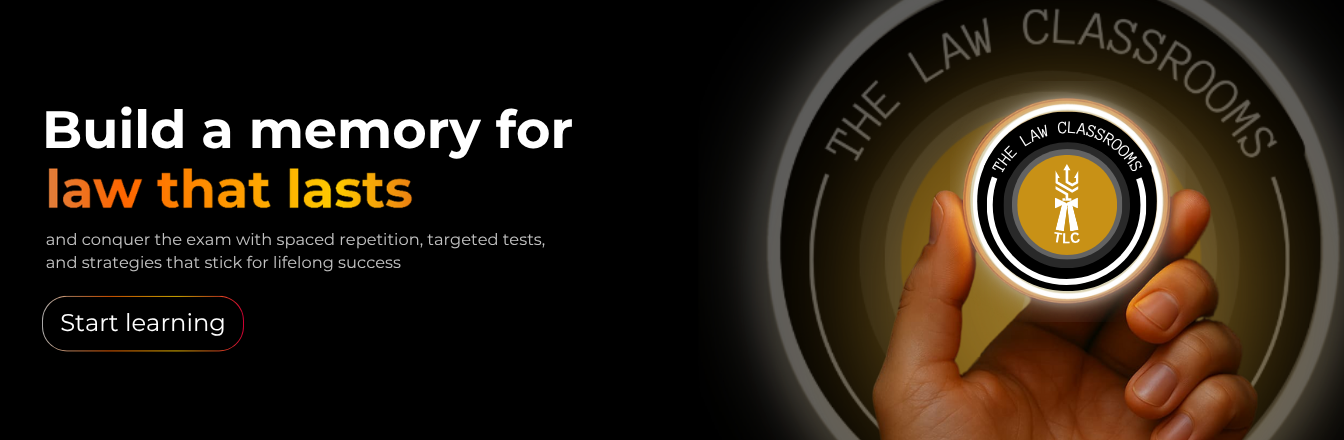 Build a memory for
law that lasts
and conquer the exam with spaced repetition, targeted tests,
and strategies that stick for lifelong success
Start learning
THE LAW CLASSROOMS
THE LAW CLASSROOMS
TLC